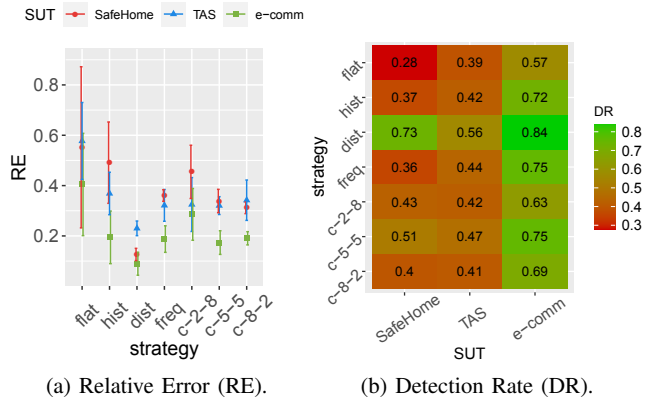 SUT SafeHome TAS e-comm
RE
0.8
0.6
0.4
0.2
flat hist dist freq c-2-8 c-5-5 c-8-2
strategy
(a) Relative Error (RE).
strategy
flat 0.28 0.39 0.57
hist 0.37 0.42 0.72
dist 0.73 0.56 0.84
freq 0.36 0.44 0.75
c-2-8 0.43 0.42 0.63
c-5-5 0.51 0.47 0.75
c-8-2 0.4 0.41 0.69
SafeHome TAS e-comm
SUT
DR
0.8
0.7
0.6
0.5
0.4
0.3
(b) Detection Rate (DR).